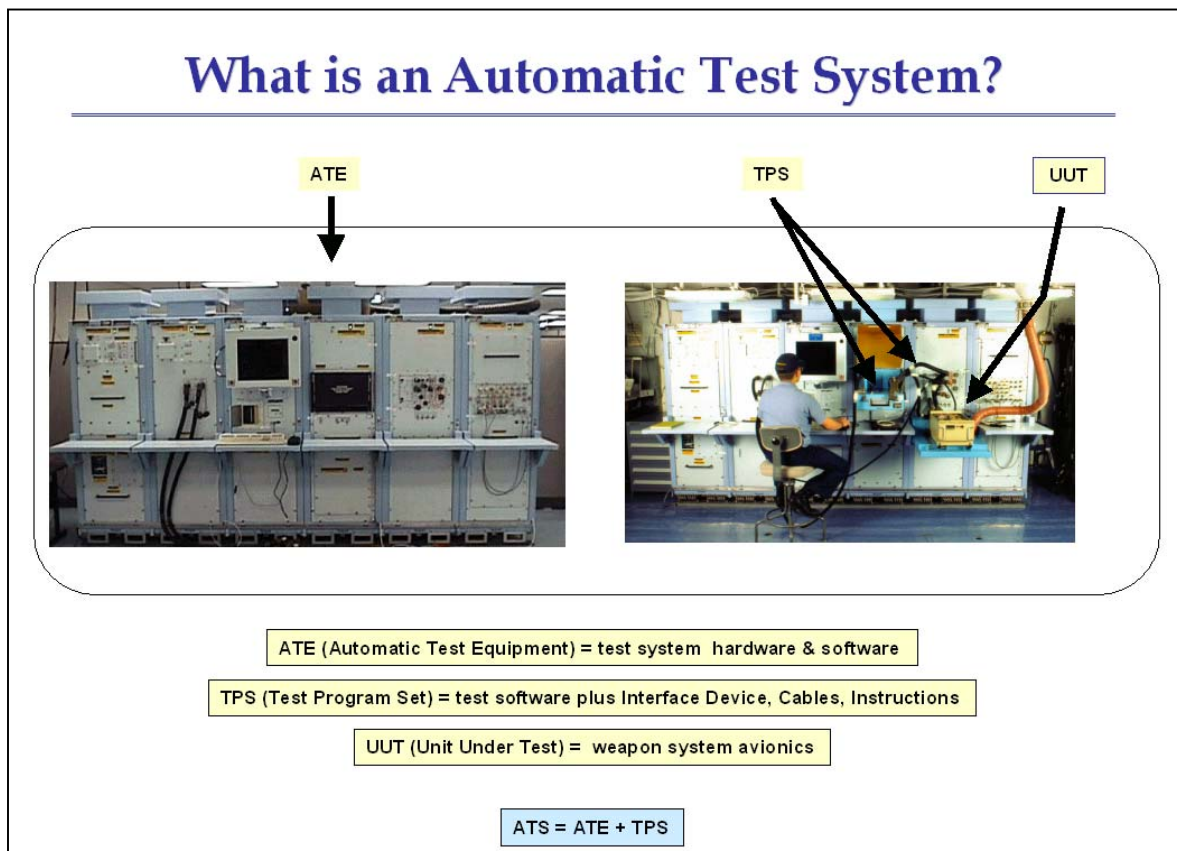 What is an Automatic Test System?
ATE
TPS
UUT
ATE (Automatic Test Equipment) = test system hardware & software
TPS (Test Program Set) = test software plus Interface Device, Cables, Instructions
UUT (Unit Under Test) = weapon system avionics
ATS = ATE + TPS